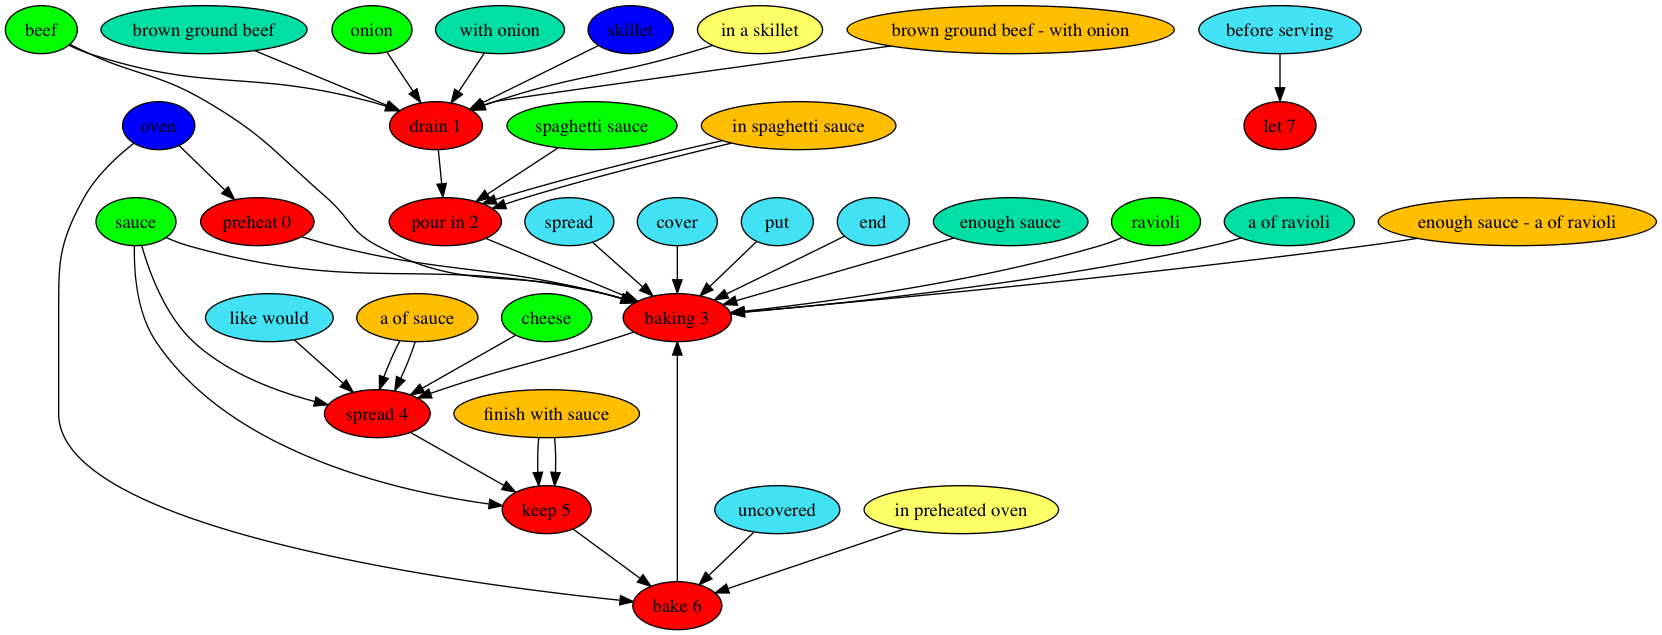 beef
brown ground beef
onion
with onion
skillet
in a skillet
brown ground beef - with onion
before serving
oven
drain 1
spaghetti sauce
in spaghetti sauce
let 7
sauce
preheat 0
pour in 2
spread
cover
put
end
enough sauce
ravioli
a of ravioli
enough sauce - a of ravioli
like would
a of sauce
cheese
baking 3
spread 4
finish with sauce
keep 5
uncovered
in preheated oven
bake 6